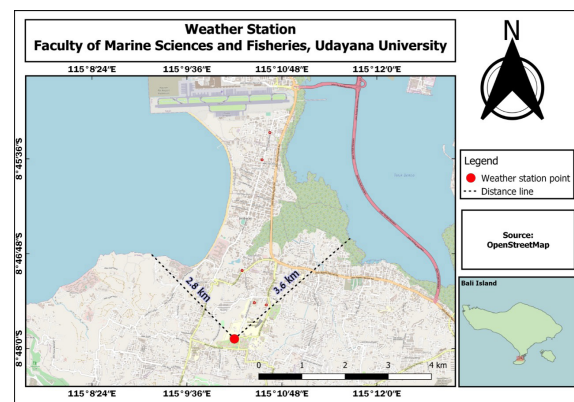 Weather Station
Faculty of Marine Sciences and Fisheries, Udayana University
N
115°8'24"E 115°9'36"E 115°10'48"E 115°12'0"E
8°45'36"S
8°46'48"S
8°48'0"S
2.8 km
3.6 km
0 1 2 3 4 km
115°8'24"E 115°9'36"E 115°10'48"E 115°12'0"E
Legend
Weather station point
Distance line
Source:
OpenStreetMap
Bali Island